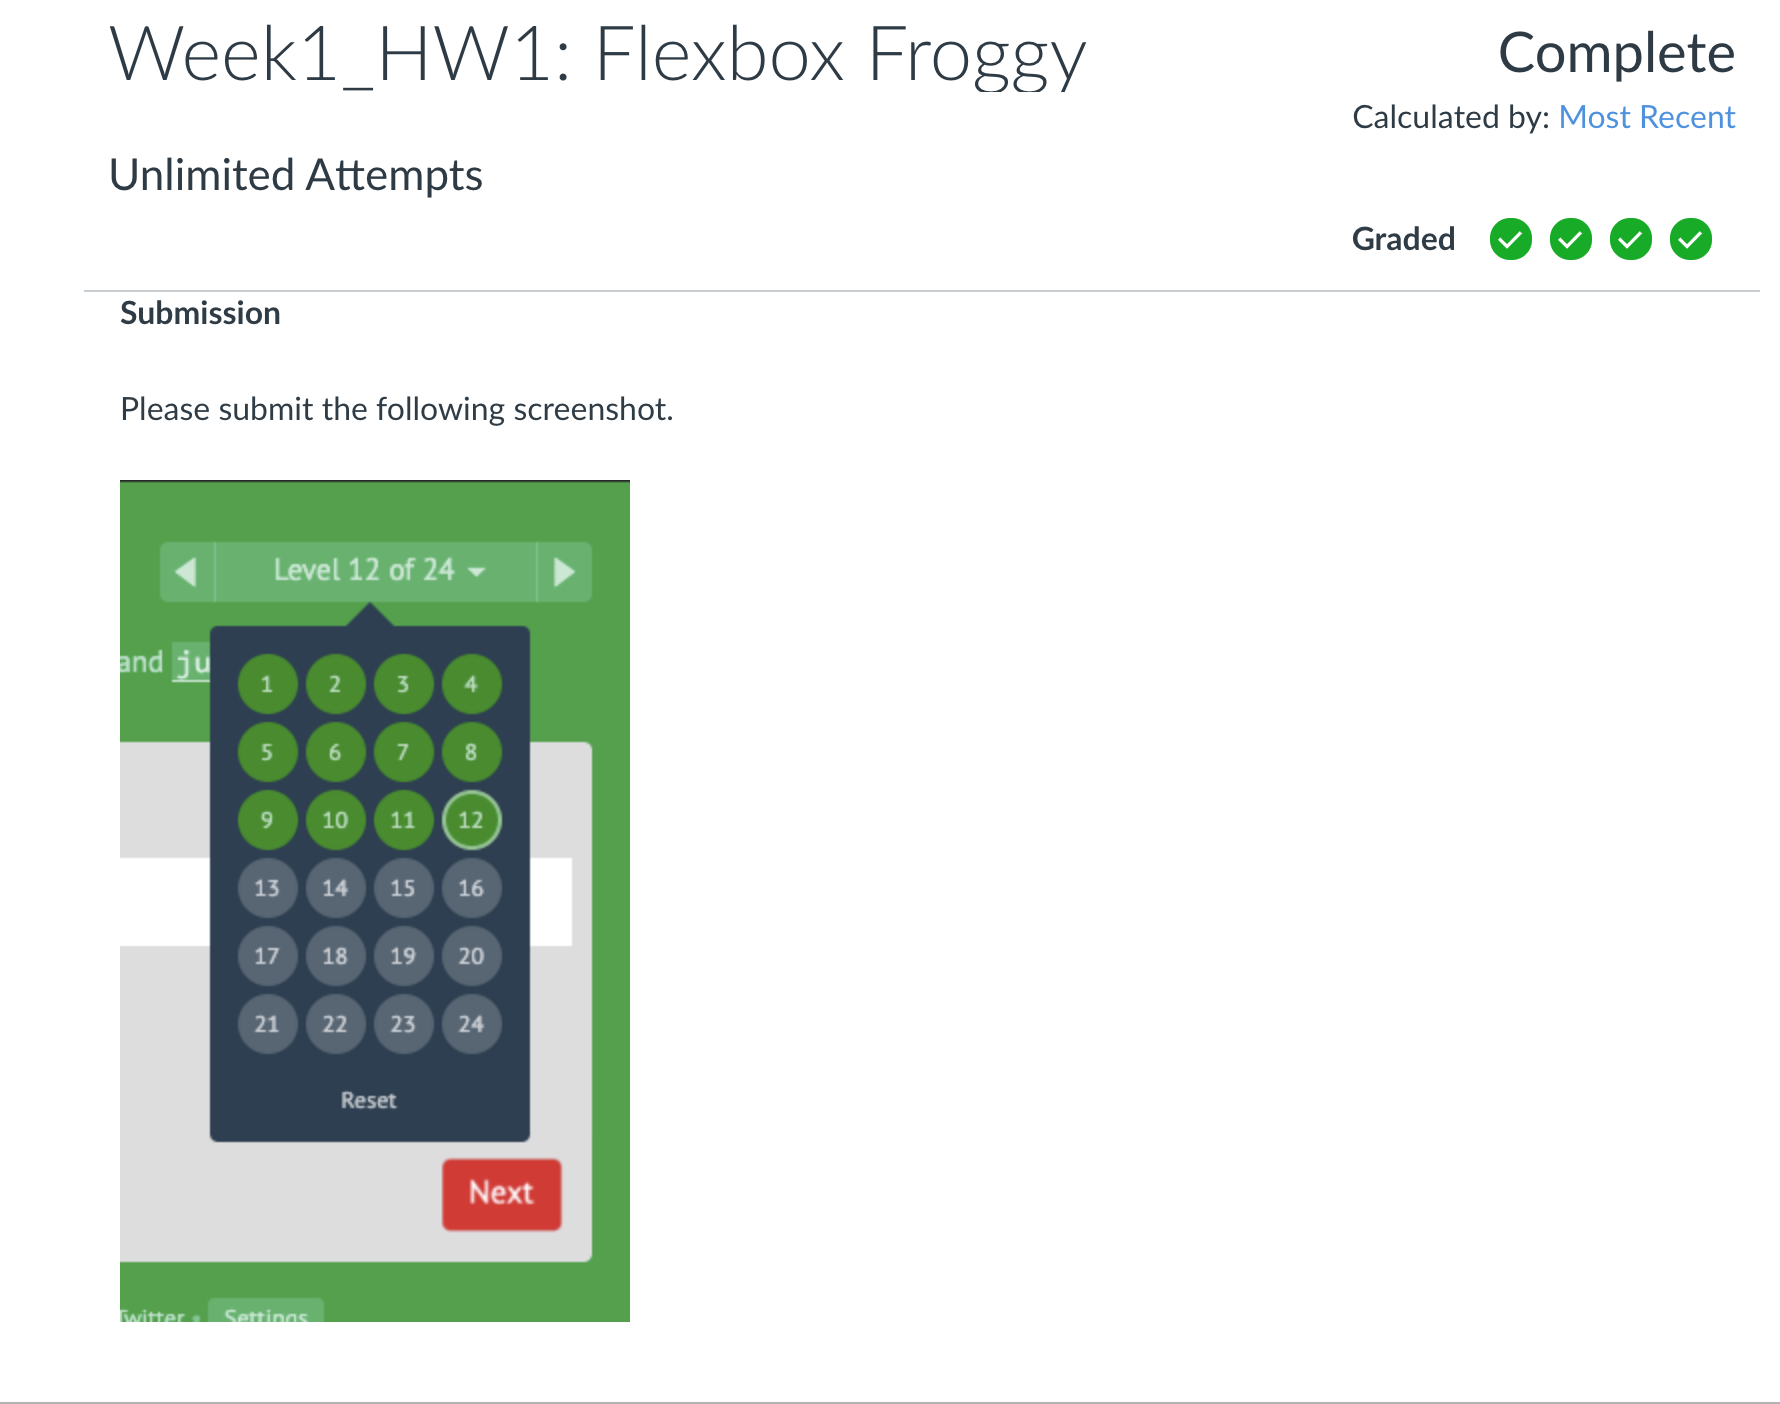 Week1_HW1: Flexbox Froggy
Complete
Calculated by: Most Recent
Unlimited Attempts
Graded
Submission
Please submit the following screenshot.
Level 12 of 24
and ju
1 2 3 4
5 6 7 8
9 10 11 12
13 14 15 16
17 18 19 20
21 22 23 24
Reset
Next
Twitter • Settings